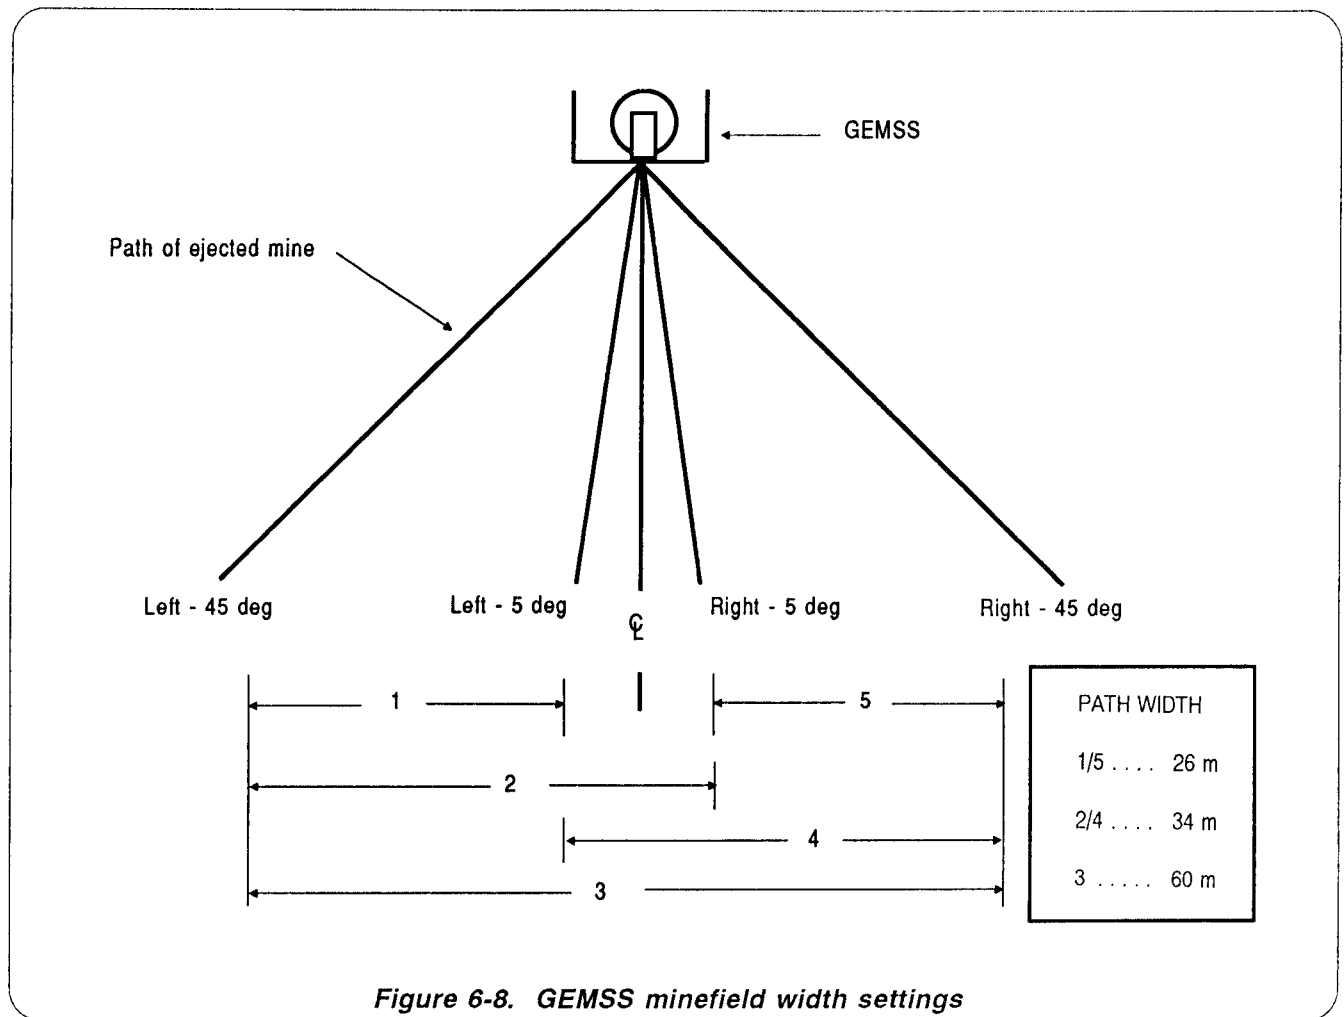 GEMSS
Path of ejected mine
Left - 45 deg
Left - 5 deg
Right - 5 deg
Right - 45 deg
℄
1
5
2
4
3
PATH WIDTH
1/5 .... 26 m
2/4 .... 34 m
3 ..... 60 m
Figure 6-8. GEMSS minefield width settings